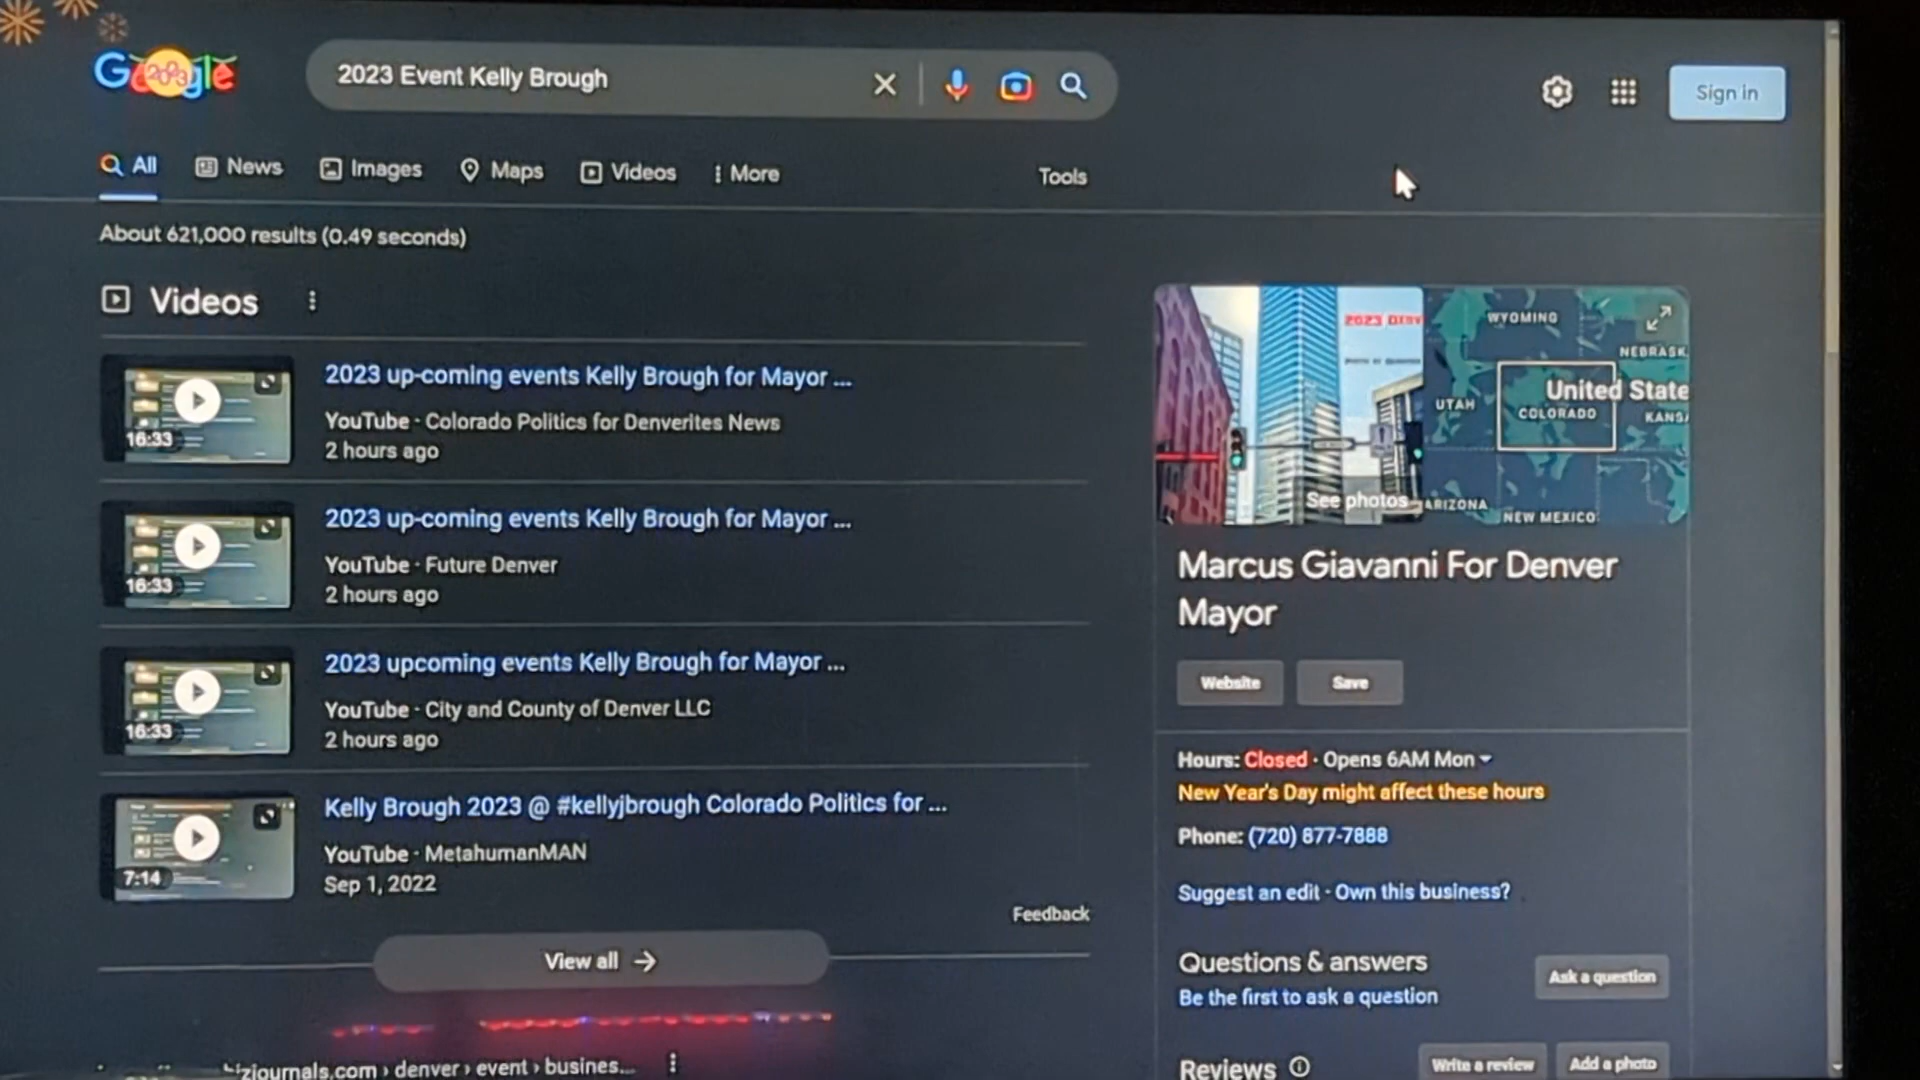 Google
2023
2023 Event Kelly Brough
Sign in
All
News
Images
Maps
Videos
More
Tools
About 621,000 results (0.49 seconds)
Videos
2023 up-coming events Kelly Brough for Mayor ...
YouTube · Colorado Politics for Denverites News
2 hours ago
16:33
2023 up-coming events Kelly Brough for Mayor ...
YouTube · Future Denver
2 hours ago
16:33
2023 upcoming events Kelly Brough for Mayor ...
YouTube · City and County of Denver LLC
2 hours ago
16:33
Kelly Brough 2023 @ #kellyjbrough Colorado Politics for ...
YouTube · MetahumanMAN
Sep 1, 2022
7:14
Feedback
View all →
izjournals.com › denver › event › busines...
2023 DENV
See photos
WYOMING
NEBRASK
United State
UTAH
COLORADO
KANSA
ARIZONA
NEW MEXICO
Marcus Giavanni For Denver
Mayor
Website
Save
Hours: Closed · Opens 6AM Mon
New Year's Day might affect these hours
Phone: (720) 877-7888
Suggest an edit · Own this business?
Questions & answers
Be the first to ask a question
Ask a question
Reviews
Write a review
Add a photo